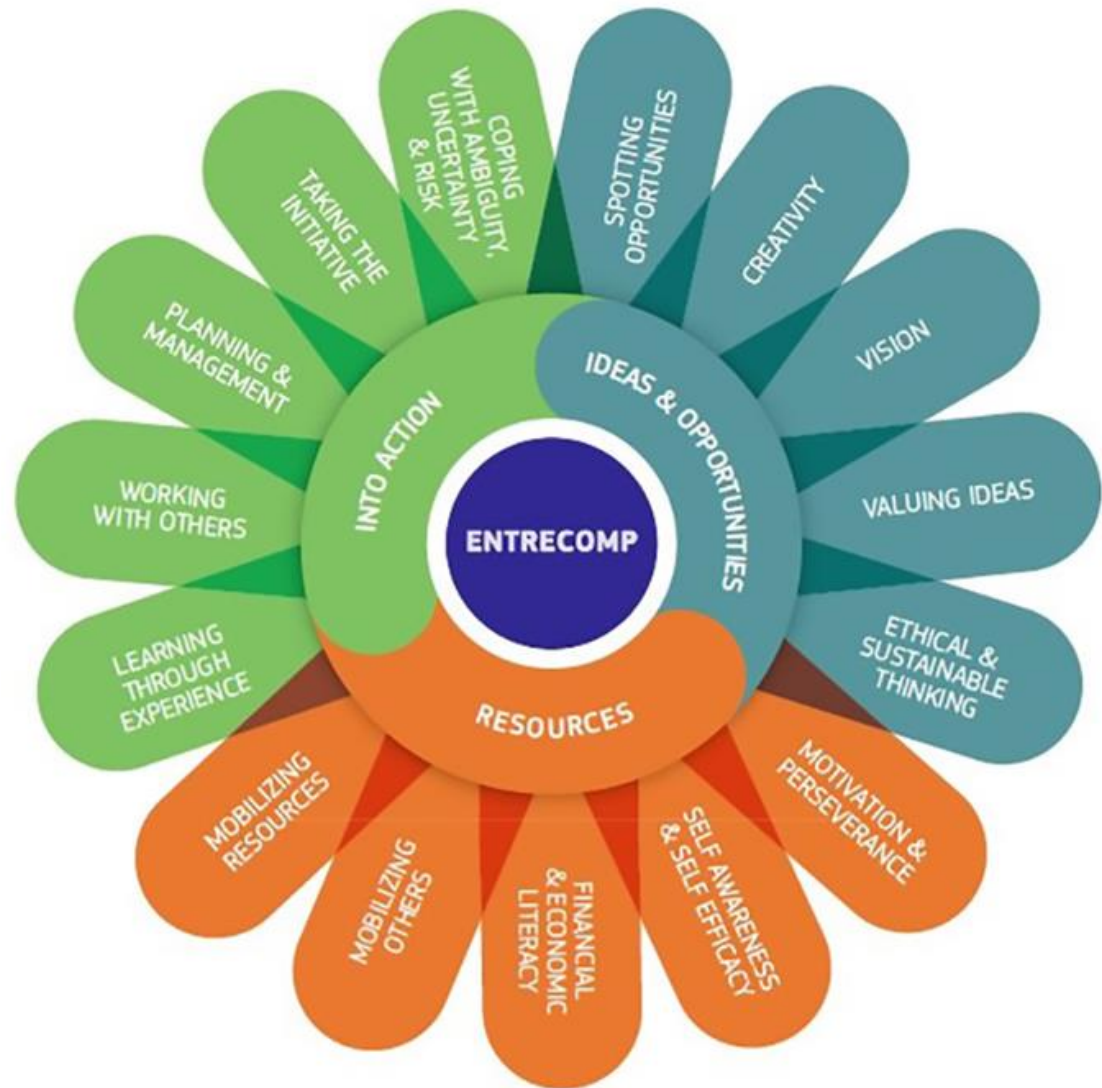 ENTRECOMP
IDEAS & OPPORTUNITIES
RESOURCES
INTO ACTION
SPOTTING
OPPORTUNITIES
CREATIVITY
VISION
VALUING IDEAS
ETHICAL &
SUSTAINABLE
THINKING
MOTIVATION &
PERSEVERANCE
SELF AWARENESS
& SELF EFFICACY
FINANCIAL
& ECONOMIC
LITERACY
MOBILIZING
OTHERS
MOBILIZING
RESOURCES
LEARNING
THROUGH
EXPERIENCE
WORKING
WITH OTHERS
PLANNING &
MANAGEMENT
TAKING THE
INITIATIVE
COPING
WITH AMBIGUITY,
UNCERTAINTY
& RISK